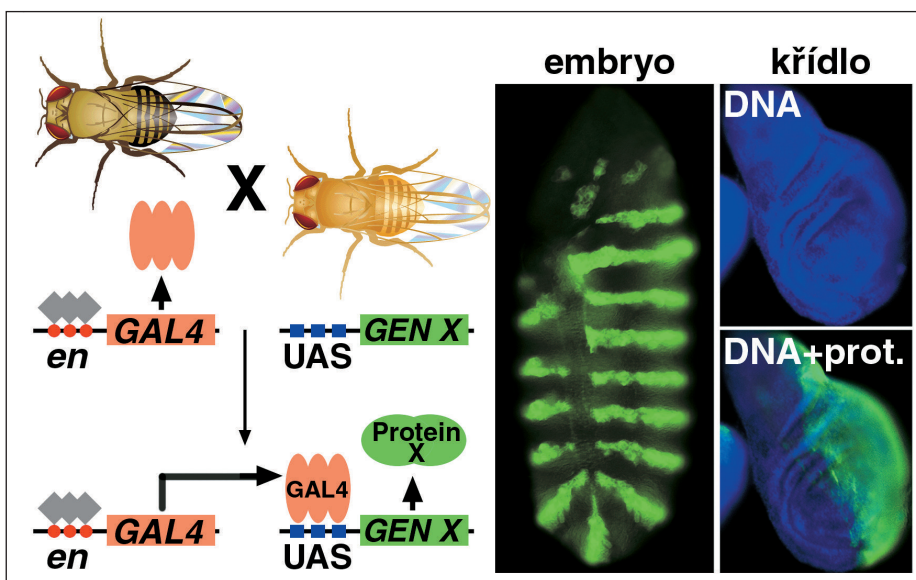 X
GAL4
en
GEN X
UAS
GAL4
Protein
X
GAL4
en
GEN X
UAS
embryo
křídlo
DNA
DNA+prot.